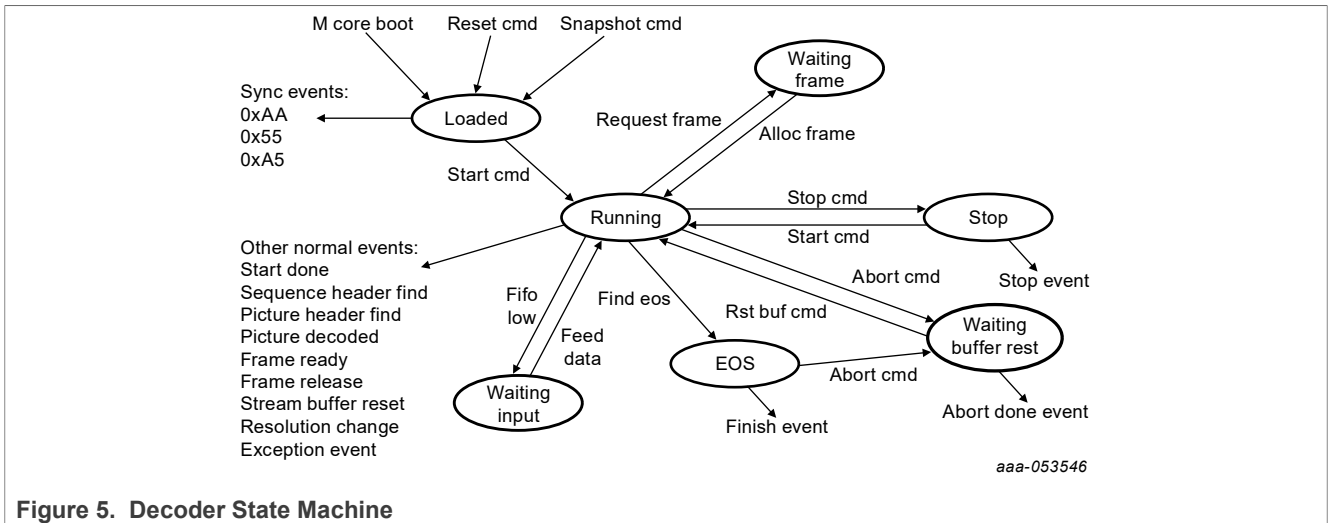 M core boot
Reset cmd
Snapshot cmd
Waiting
frame
Sync events:
0xAA
0x55
0xA5
Loaded
Request frame
Alloc frame
Start cmd
Running
Stop cmd
Start cmd
Stop
Stop event
Other normal events:
Start done
Sequence header find
Picture header find
Picture decoded
Frame ready
Frame release
Stream buffer reset
Resolution change
Exception event
Fifo
low
Feed
data
Find eos
Abort cmd
Rst buf cmd
Waiting
buffer rest
EOS
Abort cmd
Waiting
input
Finish event
Abort done event
aaa-053546
Figure 5. Decoder State Machine